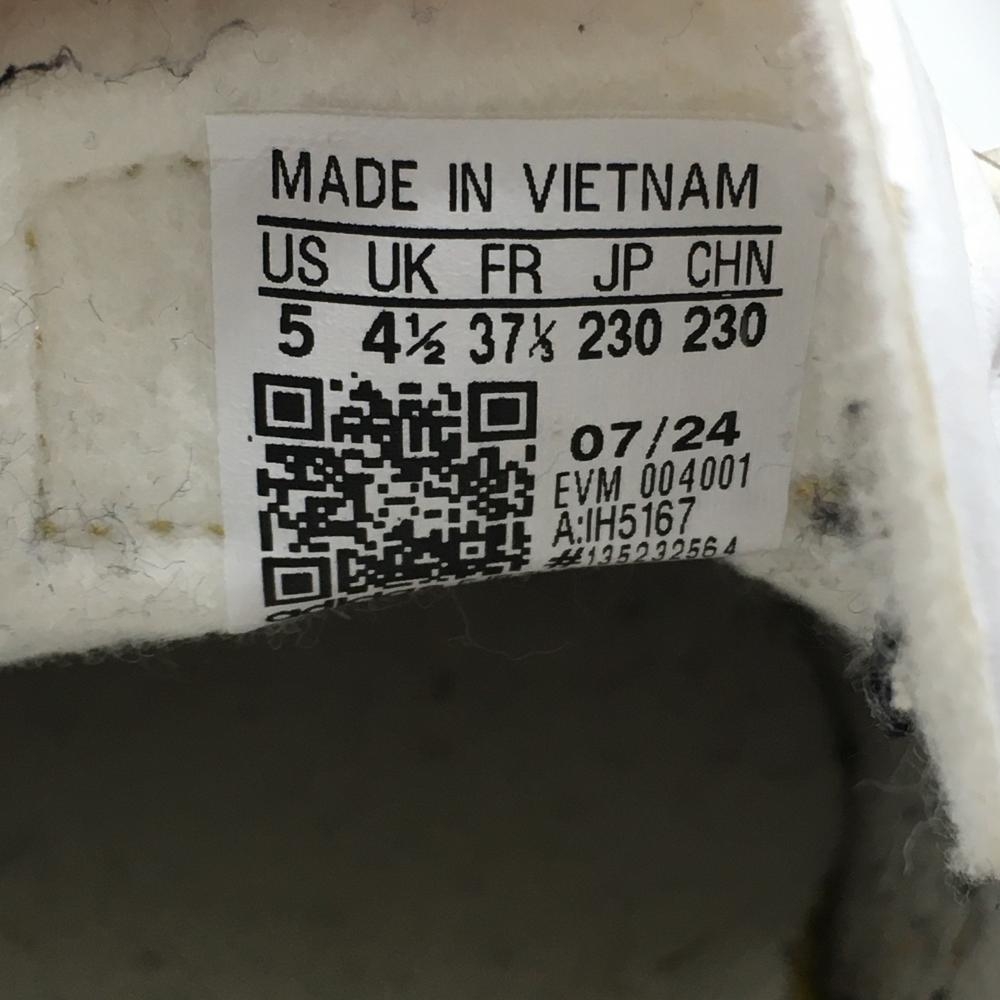 MADE IN VIETNAM
US UK FR JP CHN
5 4½ 37⅓ 230 230
07/24
EVM 004001
A:IH5167
#135232564